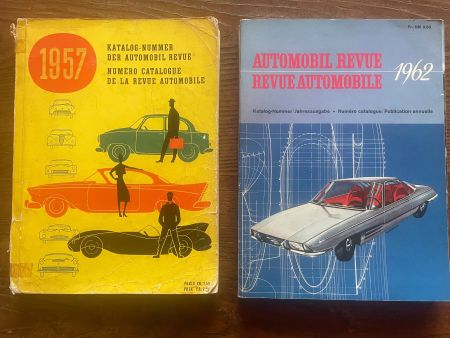 1957
KATALOG-NUMMER
DER AUTOMOBIL REVUE
NUMÉRO CATALOGUE
DE LA REVUE AUTOMOBILE
AUTOMOBIL REVUE
REVUE AUTOMOBILE
1962
Katalog-Nummer/Jahresausgabe • Numéro catalogue/Publication annuelle